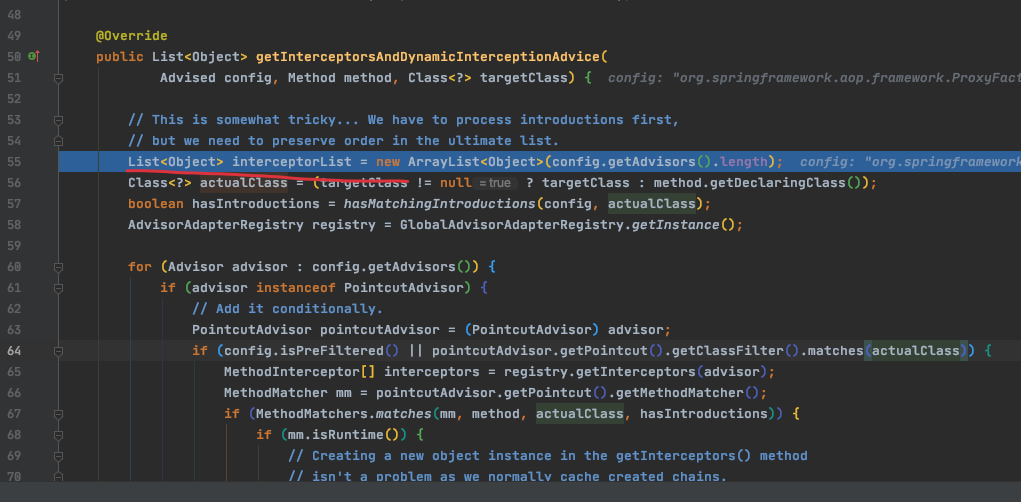 48
49 @Override
50 public List<Object> getInterceptorsAndDynamicInterceptionAdvice(
51 Advised config, Method method, Class<?> targetClass) { config: "org.springframework.aop.framework.ProxyFact
52
53 // This is somewhat tricky... We have to process introductions first,
54 // but we need to preserve order in the ultimate list.
55 List<Object> interceptorList = new ArrayList<Object>(config.getAdvisors().length); config: "org.springframework
56 Class<?> actualClass = (targetClass != null = true ? targetClass : method.getDeclaringClass());
57 boolean hasIntroductions = hasMatchingIntroductions(config, actualClass);
58 AdvisorAdapterRegistry registry = GlobalAdvisorAdapterRegistry.getInstance();
59
60 for (Advisor advisor : config.getAdvisors()) {
61 if (advisor instanceof PointcutAdvisor) {
62 // Add it conditionally.
63 PointcutAdvisor pointcutAdvisor = (PointcutAdvisor) advisor;
64 if (config.isPreFiltered() || pointcutAdvisor.getPointcut().getClassFilter().matches(actualClass)) {
65 MethodInterceptor[] interceptors = registry.getInterceptors(advisor);
66 MethodMatcher mm = pointcutAdvisor.getPointcut().getMethodMatcher();
67 if (MethodMatchers.matches(mm, method, actualClass, hasIntroductions)) {
68 if (mm.isRuntime()) {
69 // Creating a new object instance in the getInterceptors() method
70 // isn't a problem as we normally cache created chains.